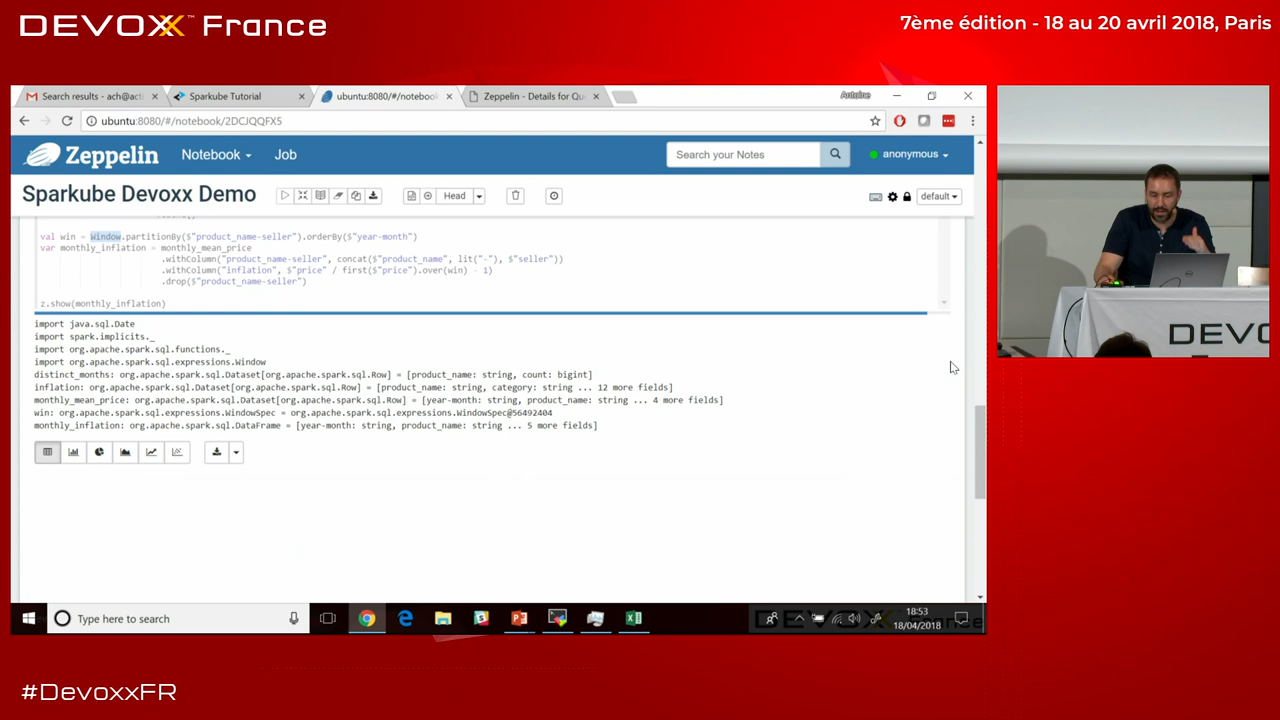 DEVOXX™ France
7ème édition - 18 au 20 avril 2018, Paris
Search results - ach@acti
Sparkube Tutorial
ubuntu:8080/#/notebook
Zeppelin - Details for Qu
Antoine
ubuntu:8080/#/notebook/2DCJQQFX5
Zeppelin
Notebook
Job
Search your Notes
anonymous
Sparkube Devoxx Demo
Head
default
val win = Window.partitionBy($"product_name-seller").orderBy($"year-month")
var monthly_inflation = monthly_mean_price
.withColumn("product_name-seller", concat($"product_name", lit("-"), $"seller"))
.withColumn("inflation", $"price" / first($"price").over(win) - 1)
.drop($"product_name-seller")
z.show(monthly_inflation)
import java.sql.Date
import spark.implicits._
import org.apache.spark.sql.functions._
import org.apache.spark.sql.expressions.Window
distinct_months: org.apache.spark.sql.Dataset[org.apache.spark.sql.Row] = [product_name: string, count: bigint]
inflation: org.apache.spark.sql.Dataset[org.apache.spark.sql.Row] = [product_name: string, category: string ... 12 more fields]
monthly_mean_price: org.apache.spark.sql.Dataset[org.apache.spark.sql.Row] = [year-month: string, product_name: string ... 4 more fields]
win: org.apache.spark.sql.expressions.WindowSpec = org.apache.spark.sql.expressions.WindowSpec@56492404
monthly_inflation: org.apache.spark.sql.DataFrame = [year-month: string, product_name: string ... 5 more fields]
DEVO
Type here to search
18:53
18/04/2018
#DevoxxFR